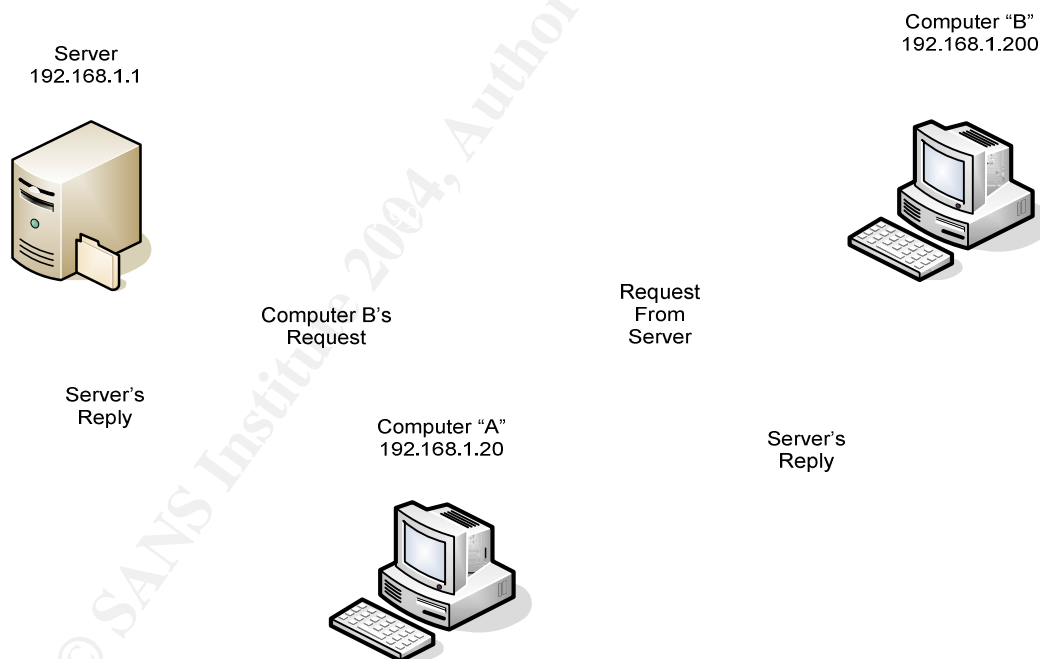 Computer “B”
192.168.1.200
Server
192.168.1.1
Request
From
Server
Computer B's
Request
Server's
Reply
Computer “A”
192.168.1.20
Server's
Reply
© SANS Institute 2004, Author